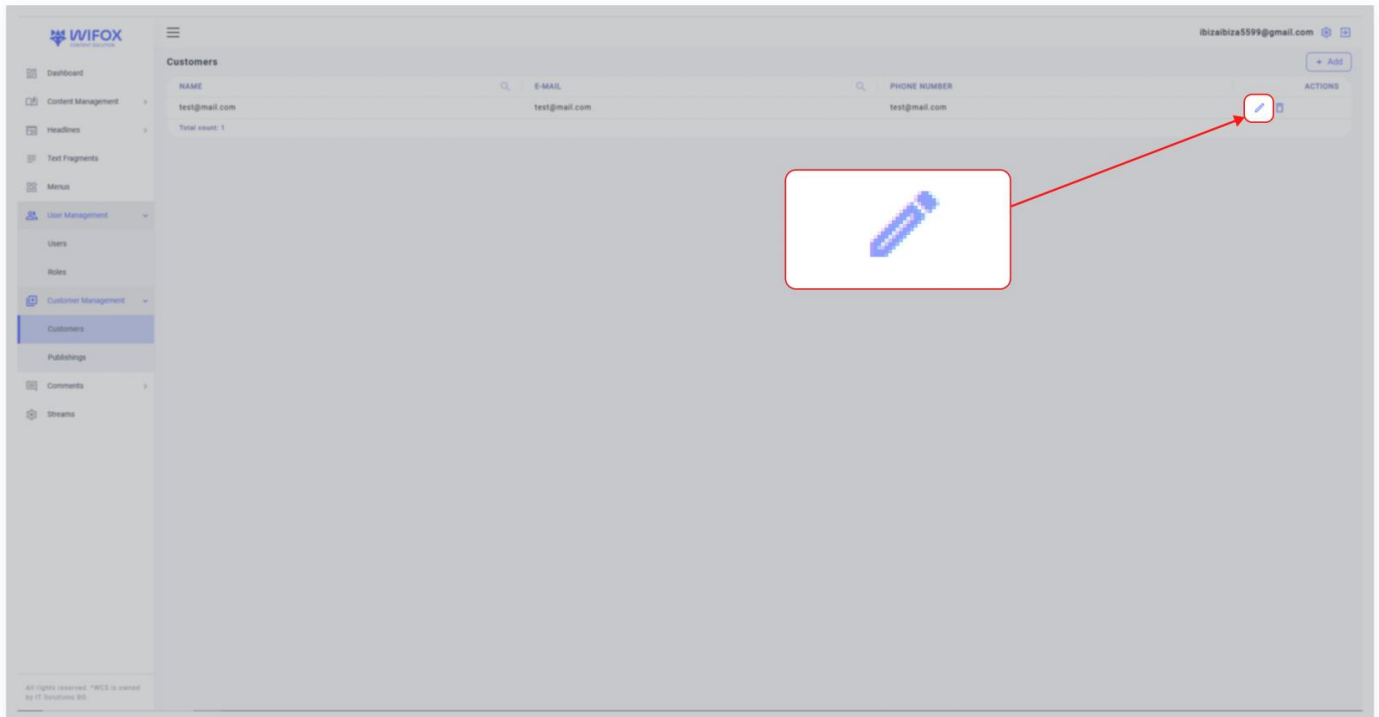 WIFOX
CONTENT SOLUTION
ibizaibiza5599@gmail.com
Dashboard
Content Management
Headlines
Text Fragments
Menus
User Management
Users
Roles
Customer Management
Customers
Publishings
Comments
Streams
Customers
+ Add
NAME E-MAIL PHONE NUMBER ACTIONS
test@mail.com test@mail.com test@mail.com
Total count: 1
All rights reserved. *WCS is owned
by IT Solutions BG